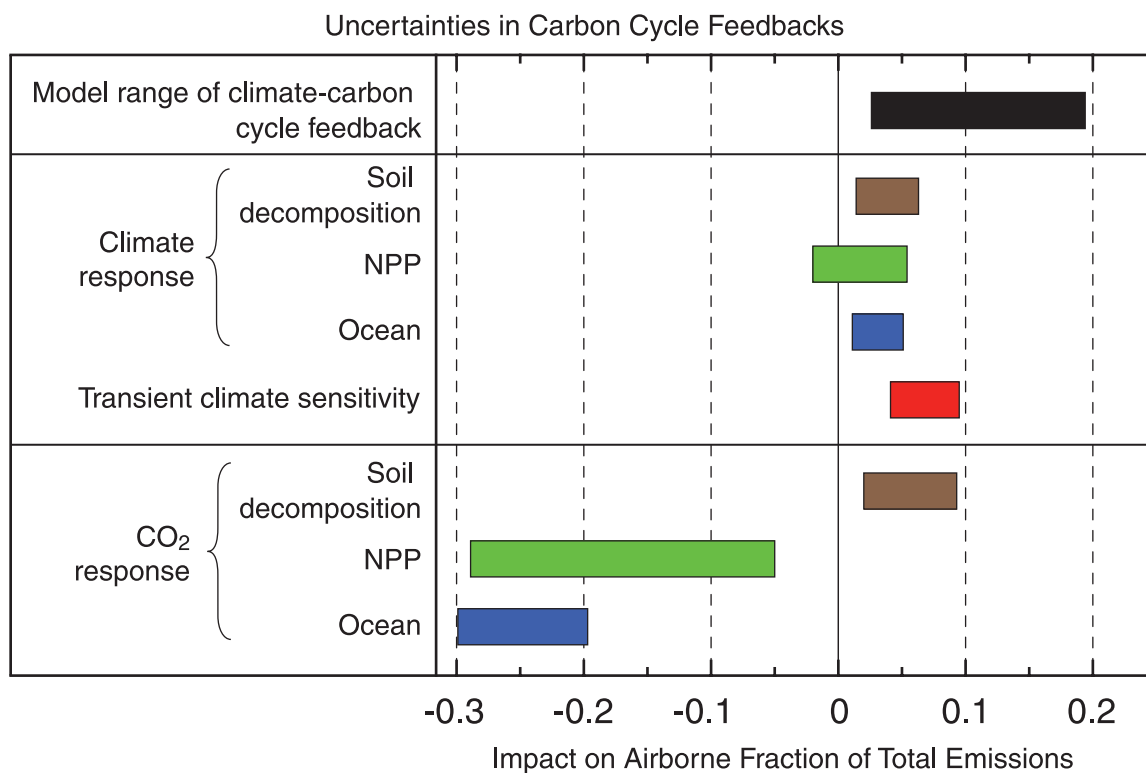 Uncertainties in Carbon Cycle Feedbacks
Model range of climate-carbon
cycle feedback
Climate
response
Soil
decomposition
NPP
Ocean
Transient climate sensitivity
CO₂
response
Soil
decomposition
NPP
Ocean
-0.3 -0.2 -0.1 0 0.1 0.2
Impact on Airborne Fraction of Total Emissions